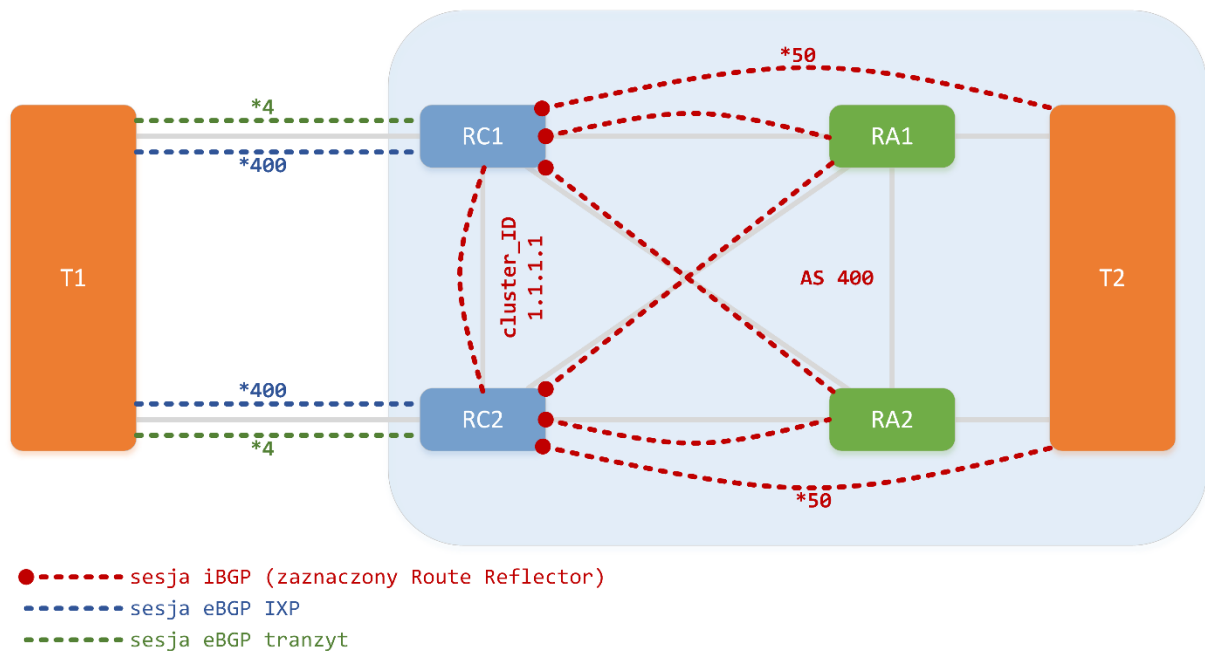 *50
*4
RC1
RA1
*400
cluster_ID
1.1.1.1
T1
AS 400
T2
*400
RC2
RA2
*4
*50
sesja iBGP (zaznaczony Route Reflector)
sesja eBGP IXP
sesja eBGP tranzyt